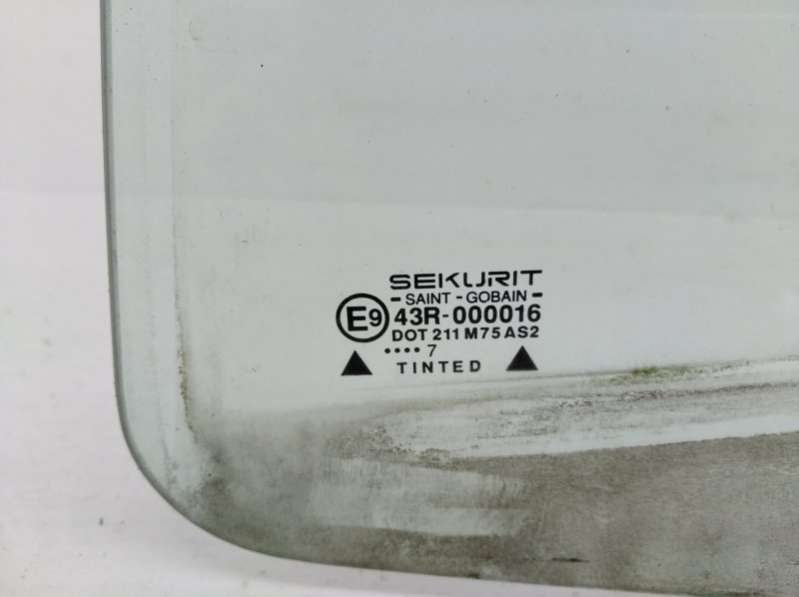 SEKURIT
- SAINT - GOBAIN -
E9 43R-000016
DOT 211 M75 AS2
•••• 7
TINTED